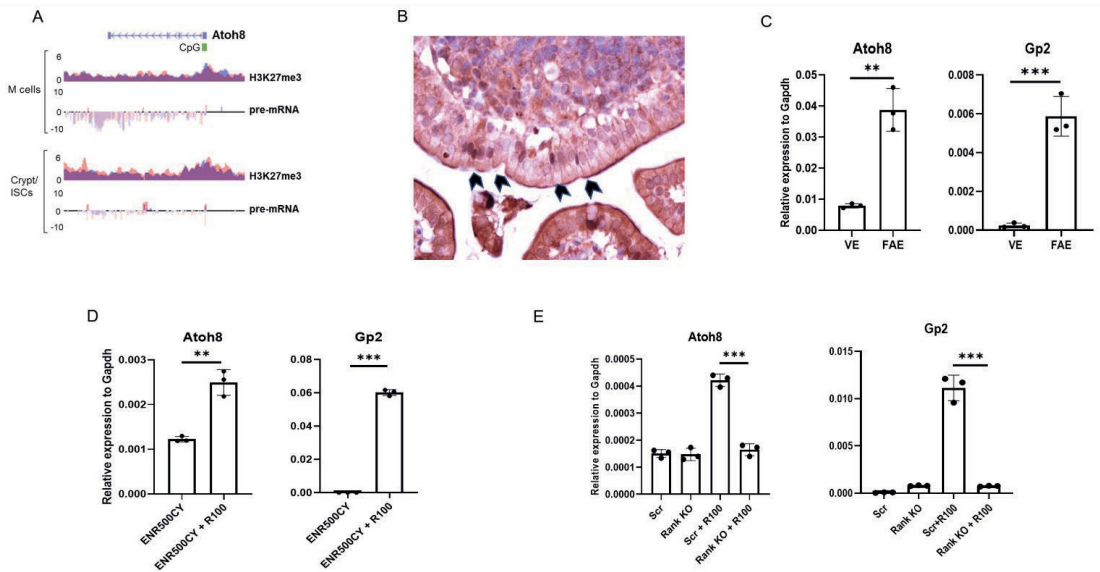 A
Atoh8
CpG
M cells
6
0
H3K27me3
10
0
-10
pre-mRNA
Crypt/
ISCs
6
0
H3K27me3
10
0
-10
pre-mRNA
B
C
Atoh8
Relative expression to Gapdh
0.05
0.04
0.03
0.02
0.01
0.00
**
VE
FAE
Gp2
0.008
0.006
0.004
0.002
0.000
***
VE
FAE
D
Atoh8
Relative expression to Gapdh
0.003
0.002
0.001
0.000
**
ENR500CY
ENR500CY + R100
Gp2
0.08
0.06
0.04
0.02
0.00
***
ENR500CY
ENR500CY + R100
E
Atoh8
Relative expression to Gapdh
0.0005
0.0004
0.0003
0.0002
0.0001
0.0000
***
Scr
Rank KO
Scr + R100
Rank KO + R100
Gp2
0.015
0.010
0.005
0.000
***
Scr
Rank KO
Scr+R100
Rank KO + R100